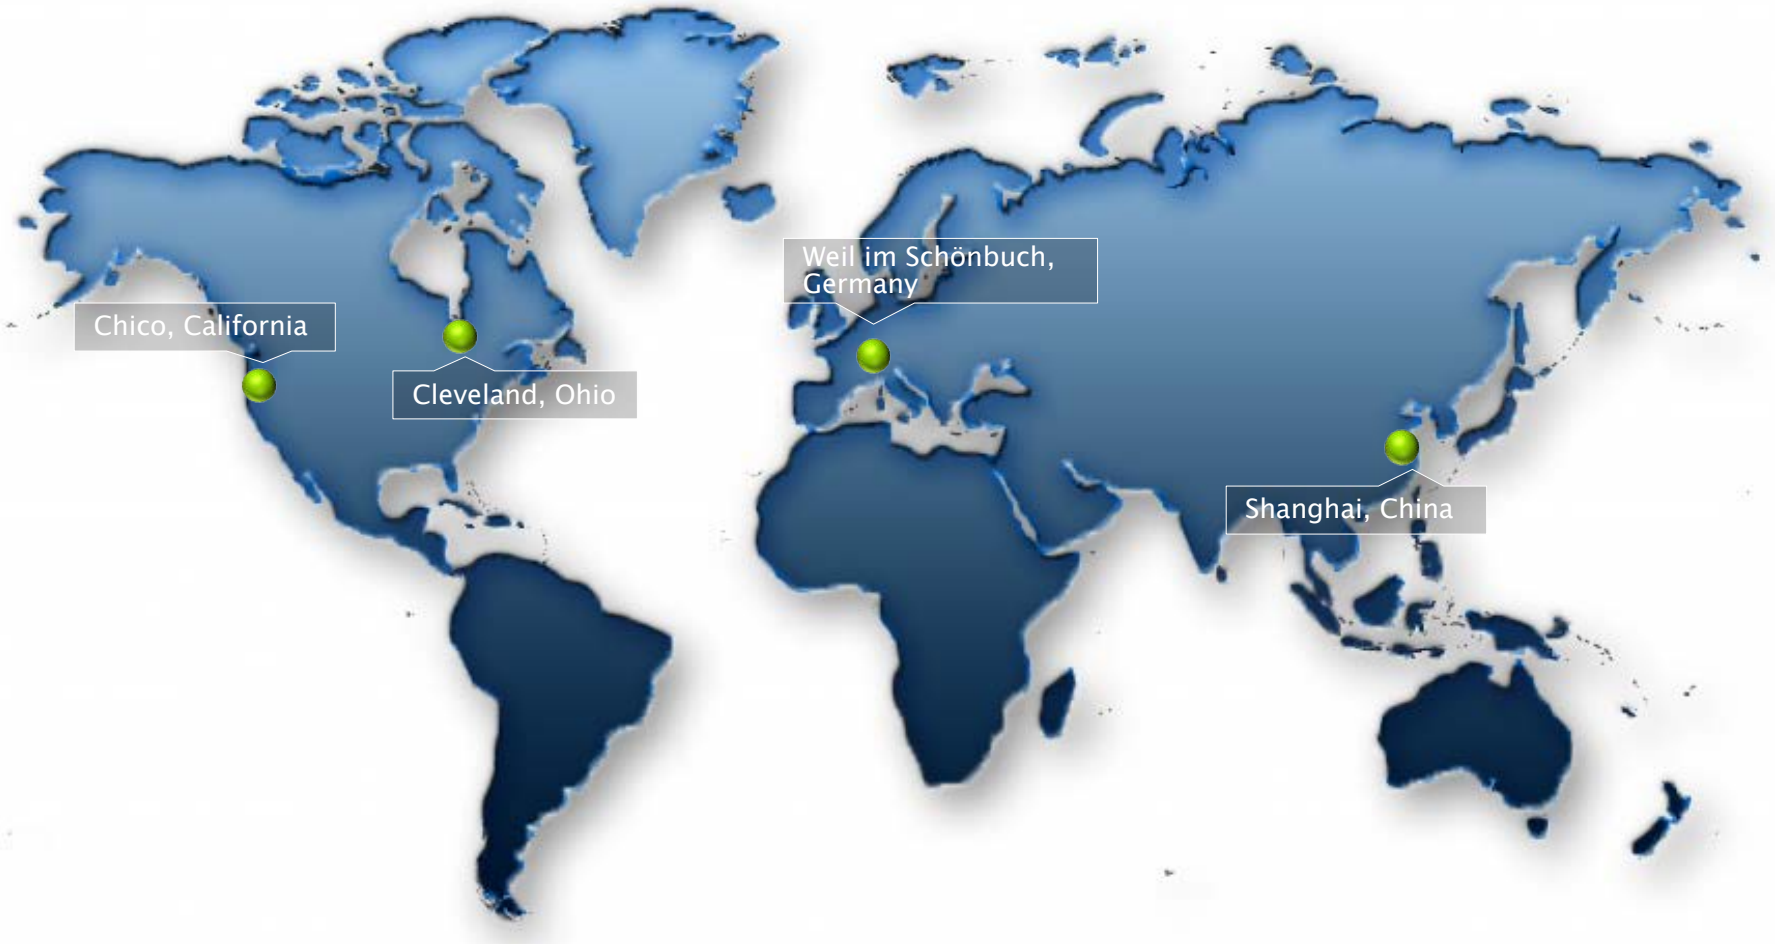 Weil im Schönbuch,
Germany
Chico, California
Cleveland, Ohio
Shanghai, China